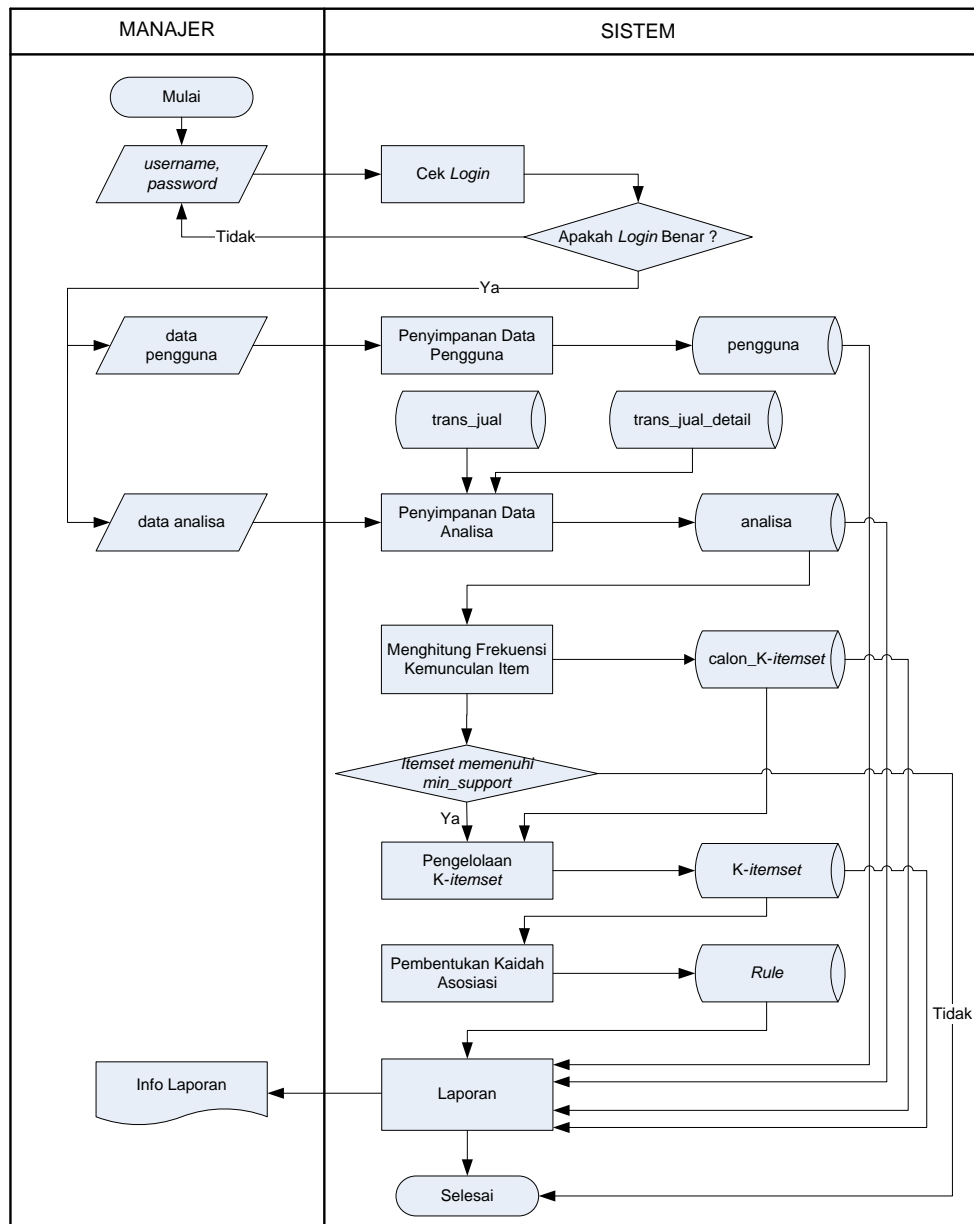 MANAJER
SISTEM
Mulai
username,
password
Cek Login
Apakah Login Benar ?
Tidak
Ya
data
pengguna
Penyimpanan Data
Pengguna
pengguna
trans_jual
trans_jual_detail
data analisa
Penyimpanan Data
Analisa
analisa
Menghitung Frekuensi
Kemunculan Item
calon_K-itemset
Itemset memenuhi
min_support
Ya
Pengelolaan
K-itemset
K-itemset
Pembentukan Kaidah
Asosiasi
Rule
Tidak
Info Laporan
Laporan
Selesai